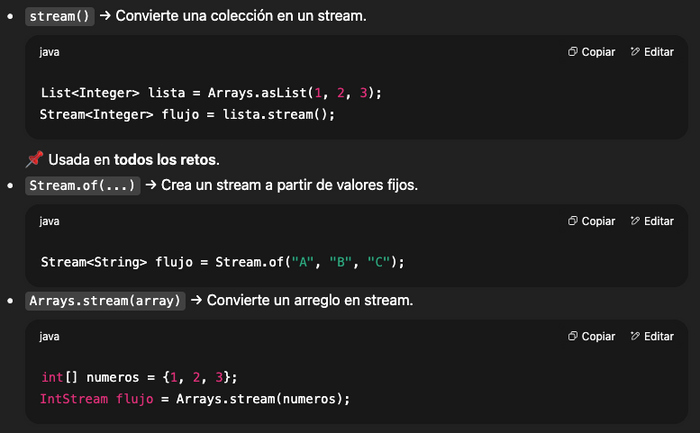 • stream() → Convierte una colección en un stream.
java Copiar Editar
List<Integer> lista = Arrays.asList(1, 2, 3);
Stream<Integer> flujo = lista.stream();
📌 Usada en todos los retos.
• Stream.of(...) → Crea un stream a partir de valores fijos.
java Copiar Editar
Stream<String> flujo = Stream.of("A", "B", "C");
• Arrays.stream(array) → Convierte un arreglo en stream.
java Copiar Editar
int[] numeros = {1, 2, 3};
IntStream flujo = Arrays.stream(numeros);